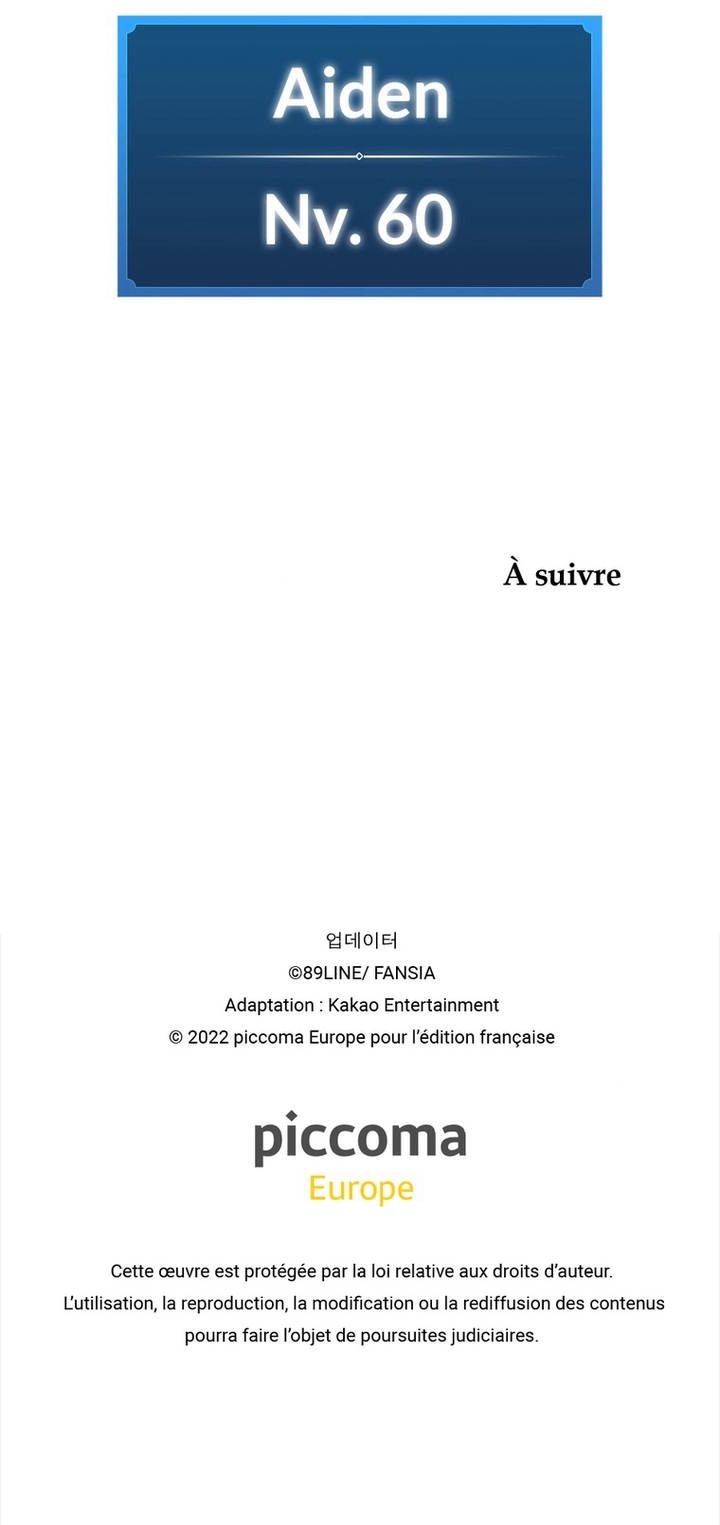 Aiden
Nv. 60
À suivre
업데이터
©89LINE/ FANSIA
Adaptation : Kakao Entertainment
© 2022 piccoma Europe pour l’édition française
piccoma
Europe
Cette œuvre est protégée par la loi relative aux droits d’auteur.
L’utilisation, la reproduction, la modification ou la rediffusion des contenus
pourra faire l’objet de poursuites judiciaires.